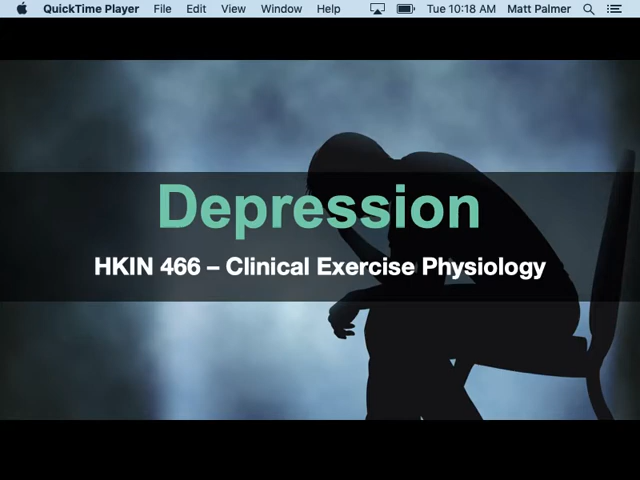 QuickTime Player File Edit View Window Help Tue 10:18 AM Matt Palmer
Depression
HKIN 466 – Clinical Exercise Physiology